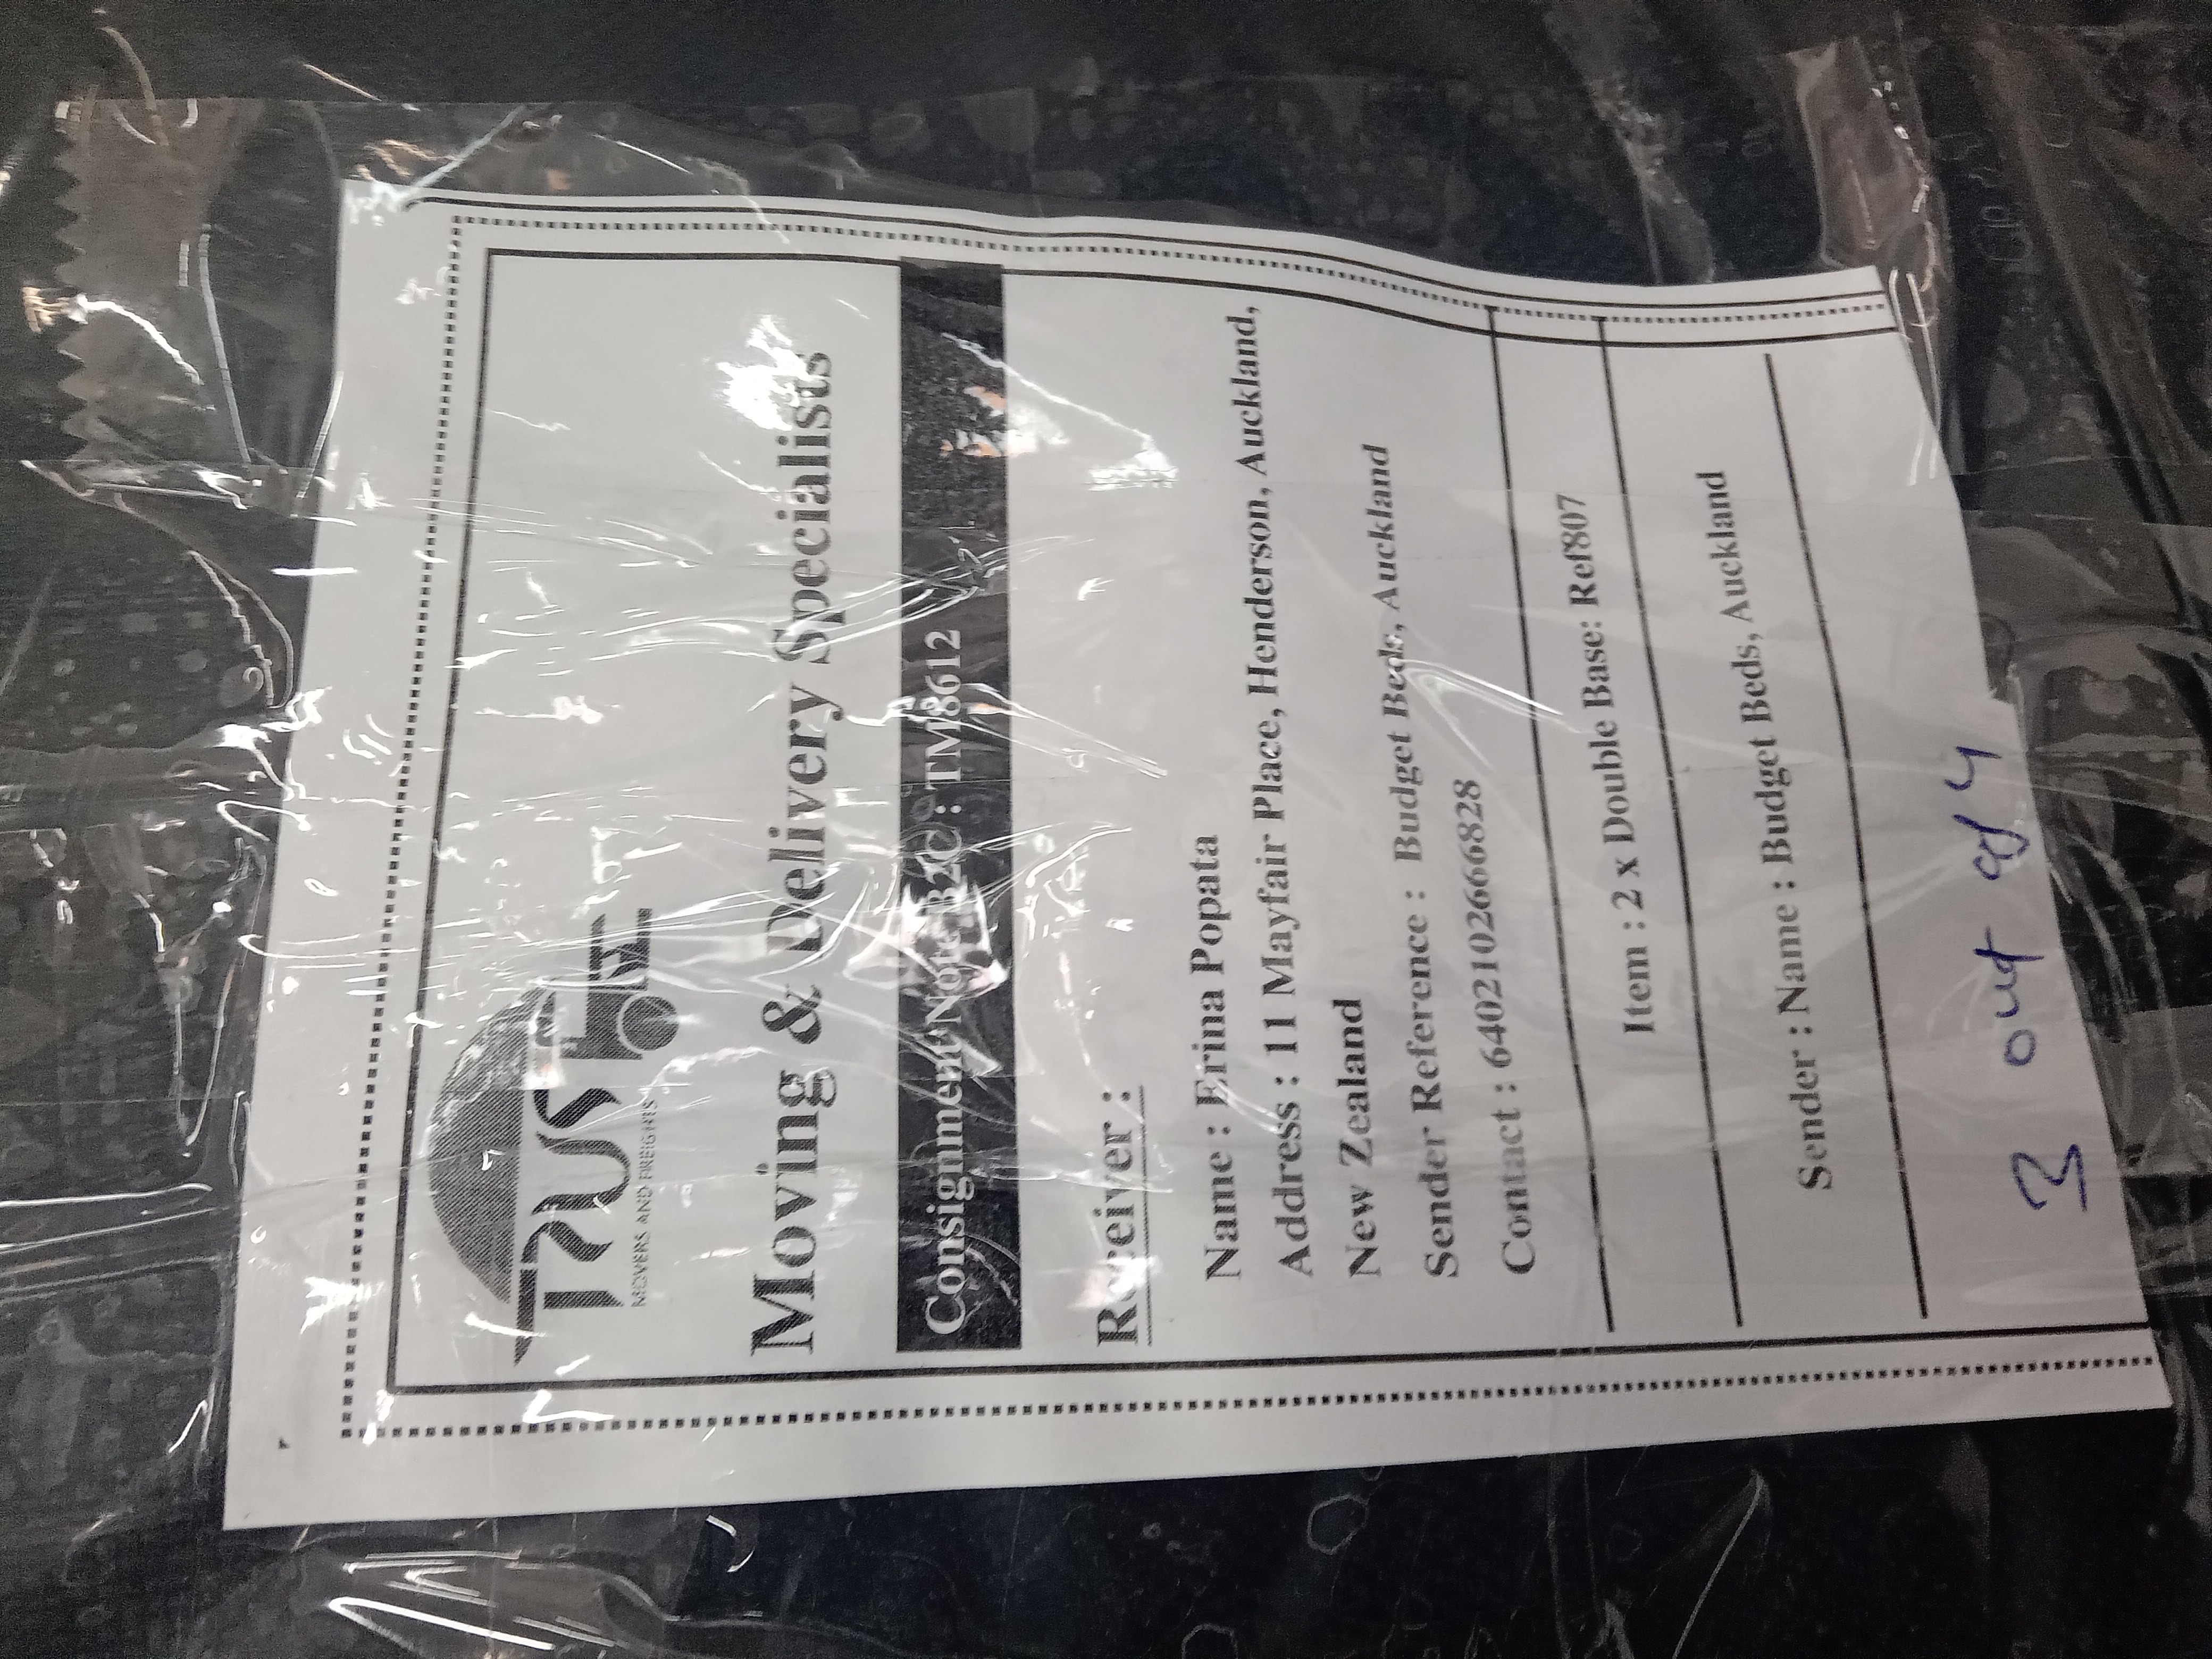 TRUST
MOVERS AND FREIGHTS
Moving & Delivery Specialists
Consignment Note B2C : TM8612
Receiver :
Name : Erina Popata
Address : 11 Mayfair Place, Henderson, Auckland,
New Zealand
Sender Reference : Budget Beds, Auckland
Contact : 6402102666828
Item : 2 x Double Base: Ref807
Sender : Name : Budget Beds, Auckland
3 out of 4